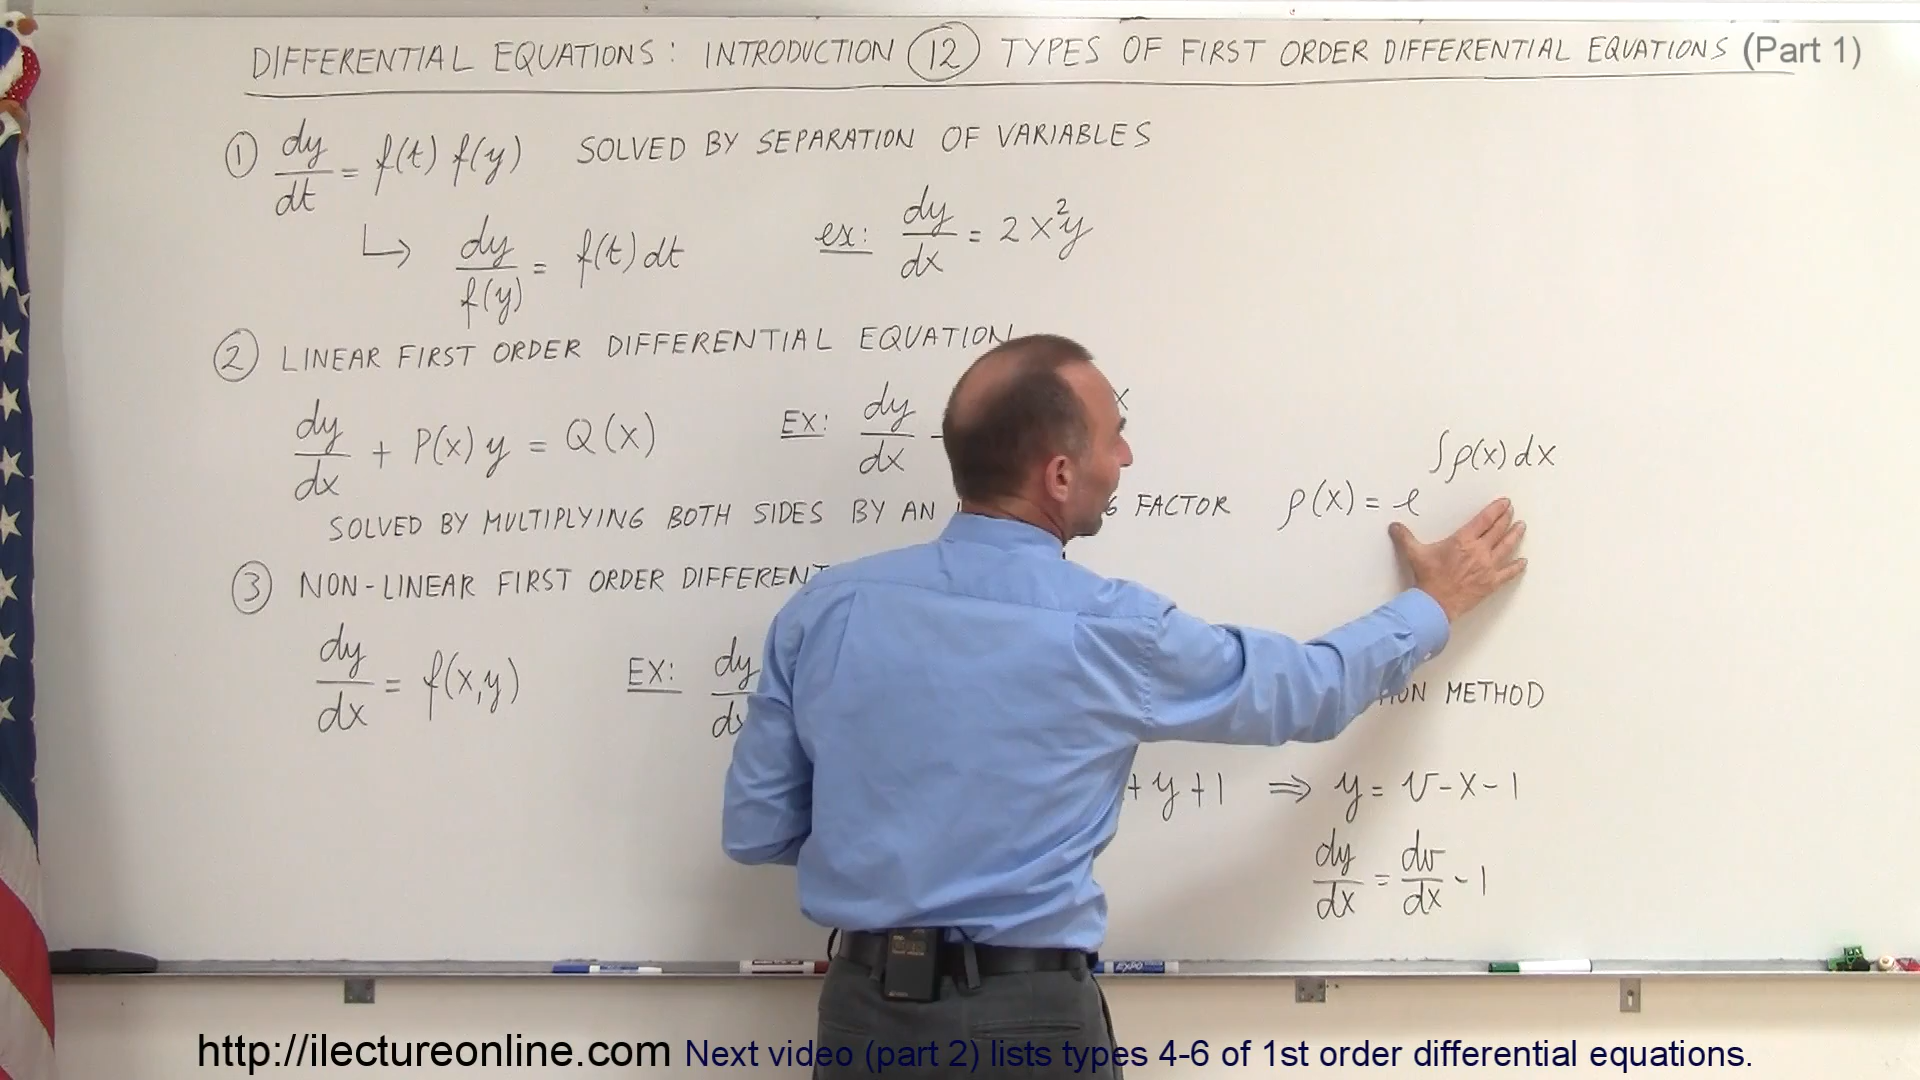 DIFFERENTIAL EQUATIONS: INTRODUCTION 12 TYPES OF FIRST ORDER DIFFERENTIAL EQUATIONS (Part 1)
① dy/dt = f(t) f(y) SOLVED BY SEPARATION OF VARIABLES
↳ dy/f(y) = f(t) dt ex: dy/dx = 2x²y
② LINEAR FIRST ORDER DIFFERENTIAL EQUATION
dy/dx + P(x) y = Q(x) EX: dy/dx x
SOLVED BY MULTIPLYING BOTH SIDES BY AN FACTOR ρ(x) = e^∫ρ(x)dx
③ NON-LINEAR FIRST ORDER
dy/dx = f(x,y) EX: dy/dx METHOD
+ y + 1 ⇒ y = v - x - 1
dy/dx = dv/dx - 1
EXPO
http://ilectureonline.com Next video (part 2) lists types 4-6 of 1st order differential equations.